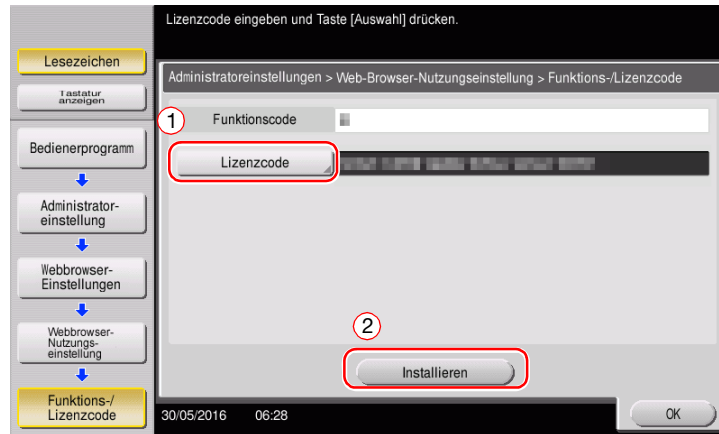 Lizenzcode eingeben und Taste [Auswahl] drücken.
Lesezeichen
Tastatur
anzeigen
Bedienerprogramm
Administrator-
einstellung
Webbrowser-
Einstellungen
Webbrowser-
Nutzungs-
einstellung
Funktions-/
Lizenzcode
Administratoreinstellungen > Web-Browser-Nutzungseinstellung > Funktions-/Lizenzcode
1
Funktionscode
Lizenzcode
2
Installieren
30/05/2016 06:28
OK